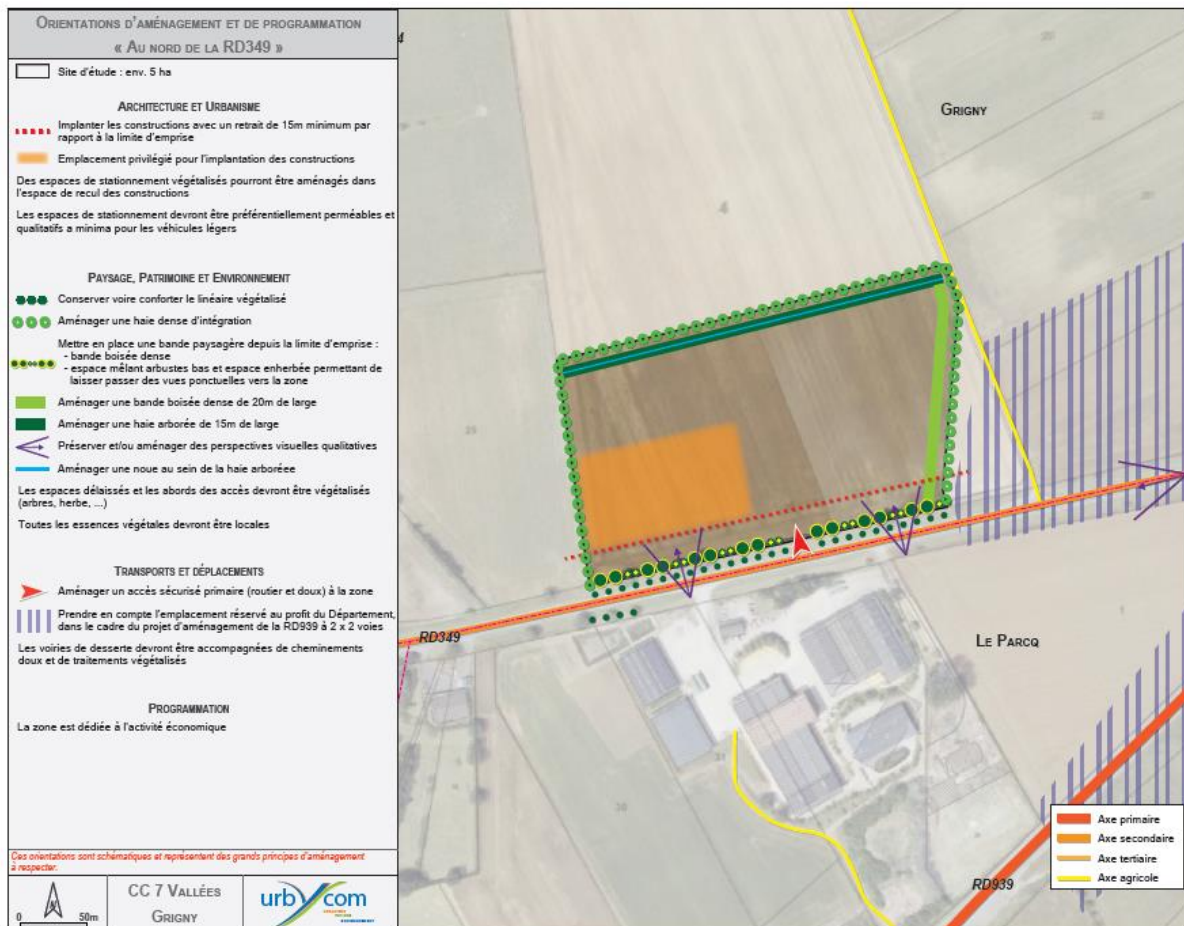 ORIENTATIONS D'AMÉNAGEMENT ET DE PROGRAMMATION
« AU NORD DE LA RD349 »
Site d'étude : env. 5 ha
ARCHITECTURE ET URBANISME
Implanter les constructions avec un retrait de 15m minimum par
rapport à la limite d'emprise
Emplacement privilégié pour l'implantation des constructions
Des espaces de stationnement végétalisés pourront être aménagés dans
l'espace de recul des constructions
Les espaces de stationnement devront être préférentiellement perméables et
qualitatifs a minima pour les véhicules légers
PAYSAGE, PATRIMOINE ET ENVIRONNEMENT
Conserver voire conforter le linéaire végétalisé
Aménager une haie dense d'intégration
Mettre en place une bande paysagère depuis la limite d'emprise :
- bande boisée dense
- espace mêlant arbustes bas et espace enherbée permettant de
laisser passer des vues ponctuelles vers la zone
Aménager une bande boisée dense de 20m de large
Aménager une haie arborée de 15m de large
Préserver et/ou aménager des perspectives visuelles qualitatives
Aménager une noue au sein de la haie arboréee
Les espaces délaissés et les abords des accès devront être végétalisés
(arbres, herbe, ...)
Toutes les essences végétales devront être locales
TRANSPORTS ET DÉPLACEMENTS
Aménager un accès sécurisé primaire (routier et doux) à la zone
Prendre en compte l'emplacement réservé au profit du Département,
dans le cadre du projet d'aménagement de la RD939 à 2 x 2 voies
Les voiries de desserte devront être accompagnées de cheminements
doux et de traitements végétalisés
PROGRAMMATION
La zone est dédiée à l'activité économique
Ces orientations sont schématiques et représentent des grands principes d'aménagement
à respecter.
N
0 50m
CC 7 VALLÉES
GRIGNY
urbycom
4
GRIGNY
4
RD349
LE PARCQ
RD939
Axe primaire
Axe secondaire
Axe tertiaire
Axe agricole